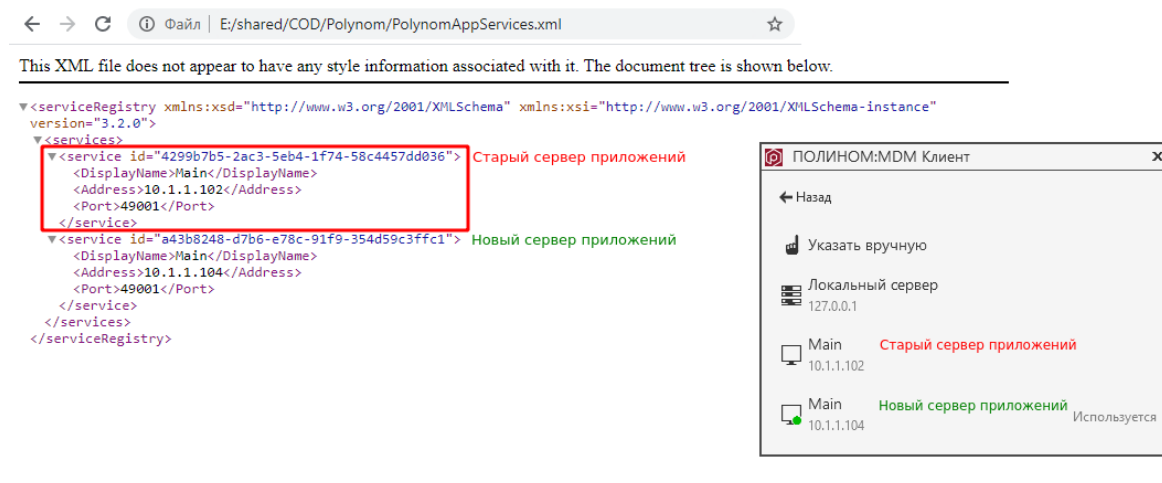 Файл | E:/shared/COD/Polynom/PolynomAppServices.xml
This XML file does not appear to have any style information associated with it. The document tree is shown below.
▼<serviceRegistry xmlns:xsd="http://www.w3.org/2001/XMLSchema" xmlns:xsi="http://www.w3.org/2001/XMLSchema-instance"
version="3.2.0">
▼<services>
▼<service id="4299b7b5-2ac3-5eb4-1f74-58c4457dd036"> Старый сервер приложений
<DisplayName>Main</DisplayName>
<Address>10.1.1.102</Address>
<Port>49001</Port>
</service>
▼<service id="a43b8248-d7b6-e78c-91f9-354d59c3ffc1"> Новый сервер приложений
<DisplayName>Main</DisplayName>
<Address>10.1.1.104</Address>
<Port>49001</Port>
</service>
</services>
</serviceRegistry>
ПОЛИНОМ:MDM Клиент x
Назад
Указать вручную
Локальный сервер
127.0.0.1
Main Старый сервер приложений
10.1.1.102
Main Новый сервер приложений
10.1.1.104 Используется